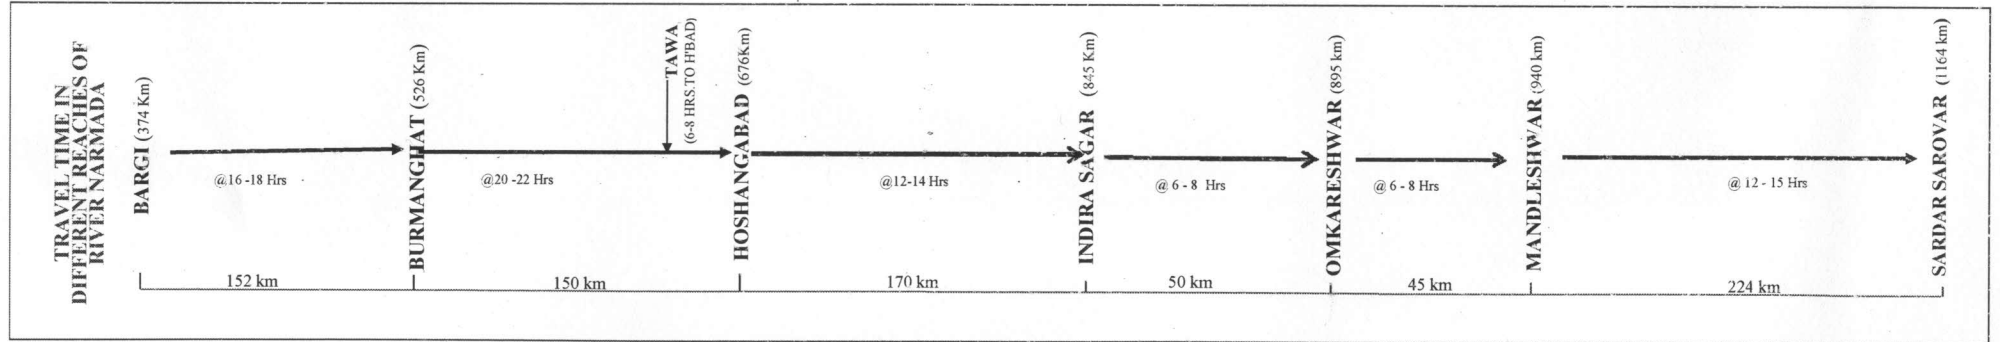 TRAVEL TIME IN
DIFFERENT REACHES OF
RIVER NARMADA
BARGI (374 Km)
@16 -18 Hrs
152 km
BURMANGHAT (526 Km)
@20 -22 Hrs
150 km
TAWA
(6-8 HRS.TO H'BAD)
HOSHANGABAD (676Km)
@12-14 Hrs
170 km
INDIRA SAGAR (845 Km)
@ 6 - 8 Hrs
50 km
OMKARESHWAR (895 km)
@ 6 - 8 Hrs
45 km
MANDLESHWAR (940 km)
@ 12 - 15 Hrs
224 km
SARDAR SAROVAR (1164 km)